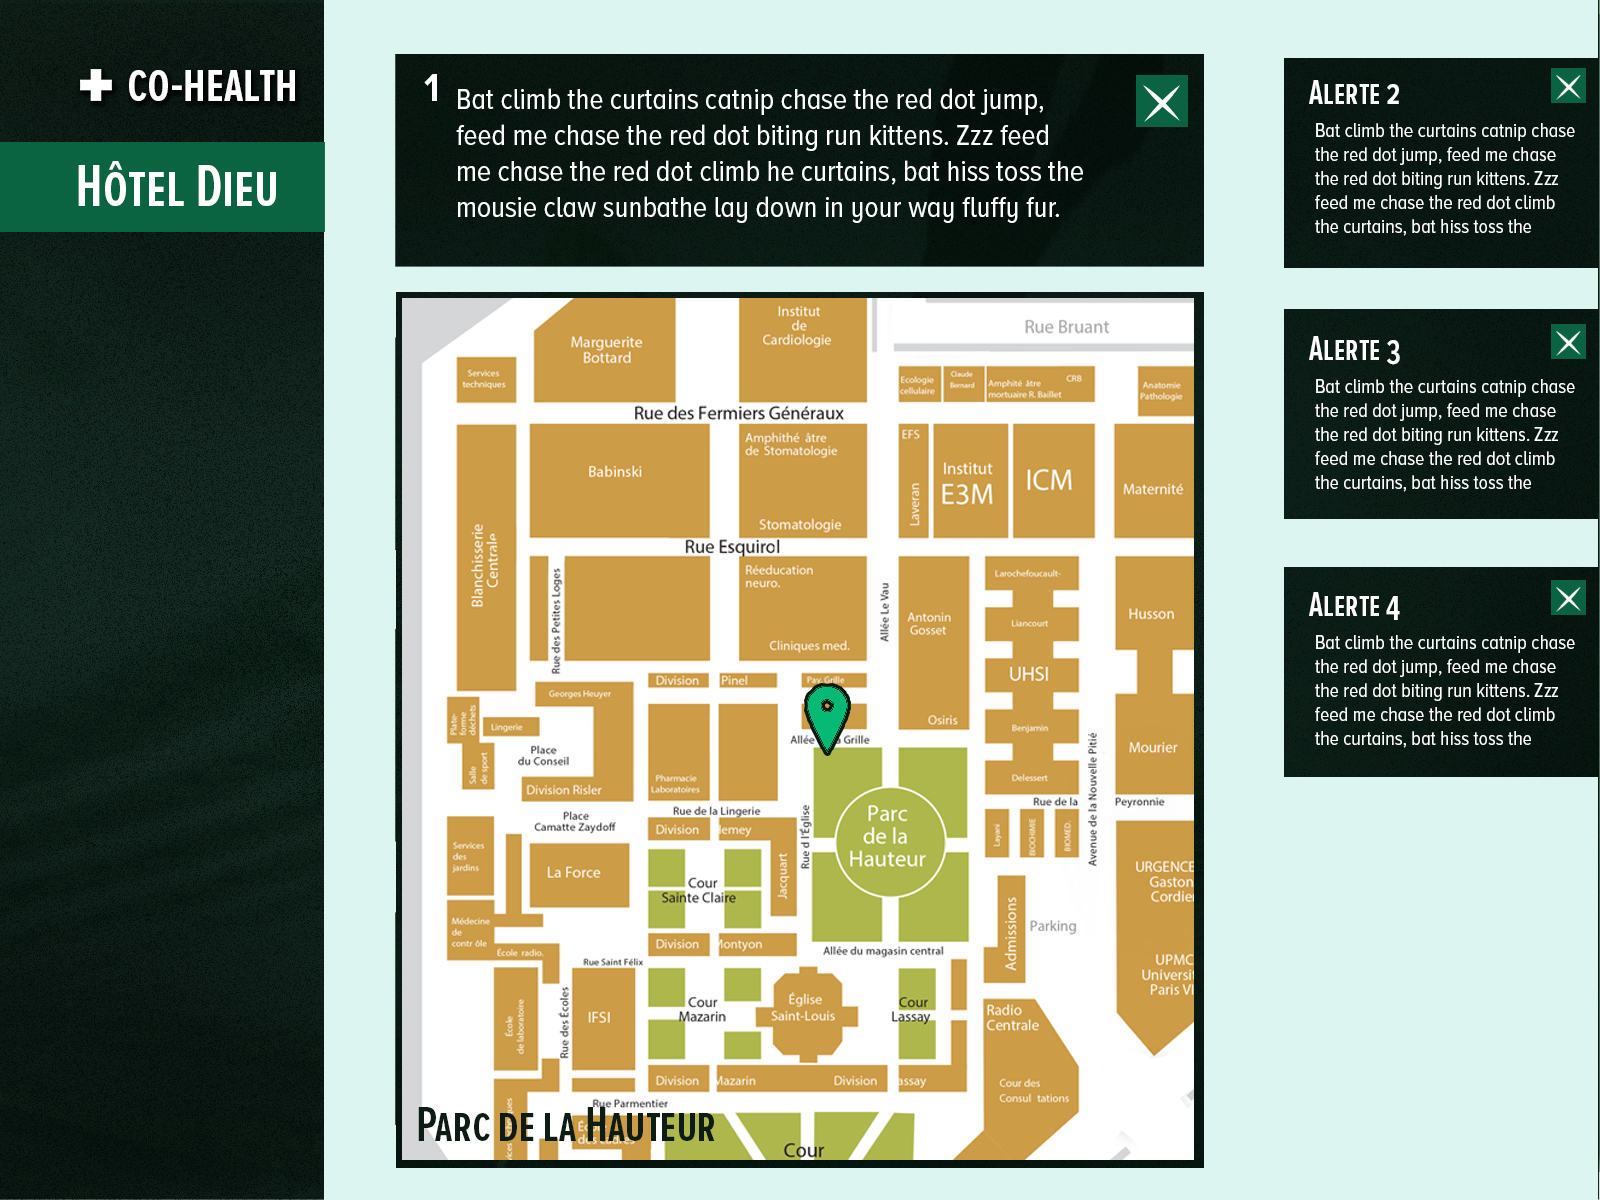 CO-HEALTH
HÔTEL DIEU
1
Bat climb the curtains catnip chase the red dot jump,
feed me chase the red dot biting run kittens. Zzz feed
me chase the red dot climb he curtains, bat hiss toss the
mousie claw sunbathe lay down in your way fluffy fur.
ALERTE 2
Bat climb the curtains catnip chase
the red dot jump, feed me chase
the red dot biting run kittens. Zzz
feed me chase the red dot climb
the curtains, bat hiss toss the
ALERTE 3
Bat climb the curtains catnip chase
the red dot jump, feed me chase
the red dot biting run kittens. Zzz
feed me chase the red dot climb
the curtains, bat hiss toss the
ALERTE 4
Bat climb the curtains catnip chase
the red dot jump, feed me chase
the red dot biting run kittens. Zzz
feed me chase the red dot climb
the curtains, bat hiss toss the
Marguerite
Bottard
Institut
de
Cardiologie
Rue Bruant
Services
techniques
Ecologie
cellulaire
Claude
Bernard
Amphité âtre
mortuaire R. Baillet
CRB
Anatomie
Pathologie
Rue des Fermiers Généraux
Babinski
Amphithé âtre
de Stomatologie
Stomatologie
EFS
Laveran
Institut
E3M
ICM
Maternité
Blanchisserie
Centrale
Rue Esquirol
Rue des Petites Loges
Réeducation
neuro.
Cliniques med.
Allée Le Vau
Antonin
Gosset
Osiris
Larochefoucault-
Liancourt
UHSI
Benjamin
Delessert
Husson
Mourier
Division
Pinel
Pav. Grille
Georges Heuyer
Plate-
forme
déchets
Lingerie
Salle
de sport
Place
du Conseil
Division Risler
Pharmacie
Laboratoires
Allée
a Grille
Rue de la
Peyronnie
Avenue de la Nouvelle Pitié
Rue de la Lingerie
Place
Camatte Zaydoff
Division
Jemey
Jacquart
Rue d l'Église
Parc
de la
Hauteur
Layani
BIOCHIMIE
BIOMED.
Services
des
jardins
La Force
Cour
Sainte Claire
URGENCE
Gaston
Cordie
Médecine
de
contr ôle
École radio.
Division
Montyon
Allée du magasin central
Admissions
Parking
UPMC
Universit
Paris VI
Rue Saint Félix
École
de laboratoire
Rue des Écoles
IFSI
Cour
Mazarin
Église
Saint-Louis
Cour
Lassay
Radio
Centrale
Division
Mazarin
Division
assay
Cour des
Consul tations
Rue Parmentier
des cadres
PARC DE LA HAUTEUR
Cour